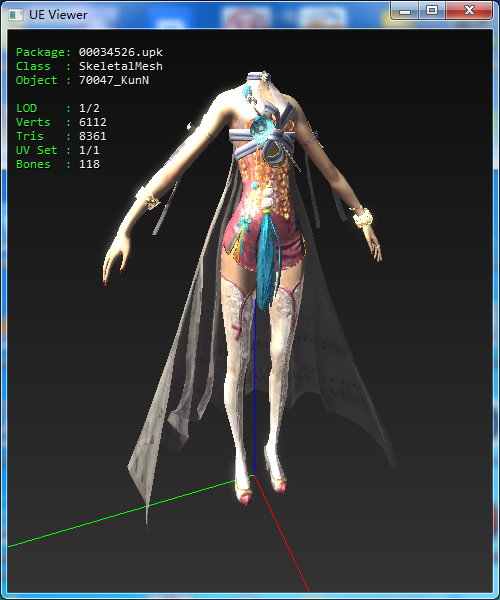 UE Viewer
Package: 00034526.upk
Class : SkeletalMesh
Object : 70047_KunN
LOD : 1/2
Verts : 6112
Tris : 8361
UV Set : 1/1
Bones : 118